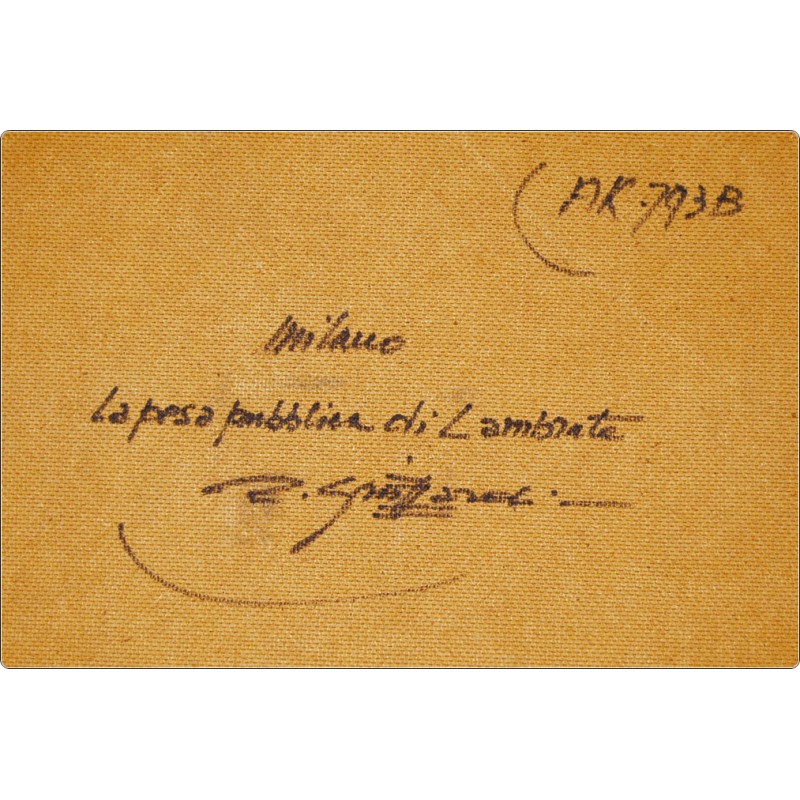 AK-793B
Milano
La pesa pubblica di Lambrate